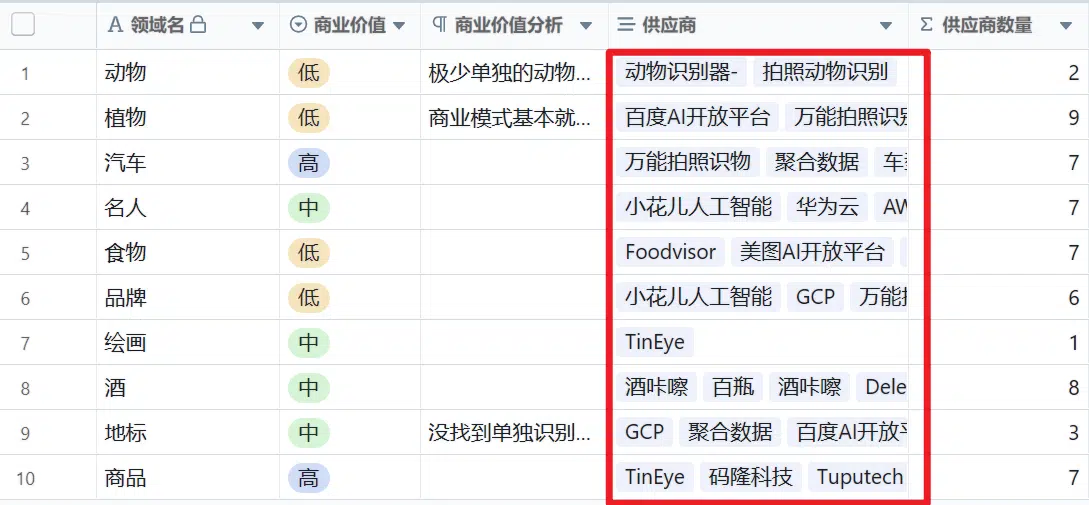 领域名 商业价值 商业价值分析 供应商 供应商数量
1 动物 低 极少单独的动物... 动物识别器- 拍照动物识别 2
2 植物 低 商业模式基本就... 百度AI开放平台 万能拍照识 9
3 汽车 高 万能拍照识物 聚合数据 车 7
4 名人 中 小花儿人工智能 华为云 AW 7
5 食物 低 Foodvisor 美图AI开放平台 7
6 品牌 低 小花儿人工智能 GCP 万能 6
7 绘画 中 TinEye 1
8 酒 中 酒咔嚓 百瓶 酒咔嚓 Dele 8
9 地标 中 没找到单独识别... GCP 聚合数据 百度AI开放 3
10 商品 高 TinEye 码隆科技 Tuputech 7